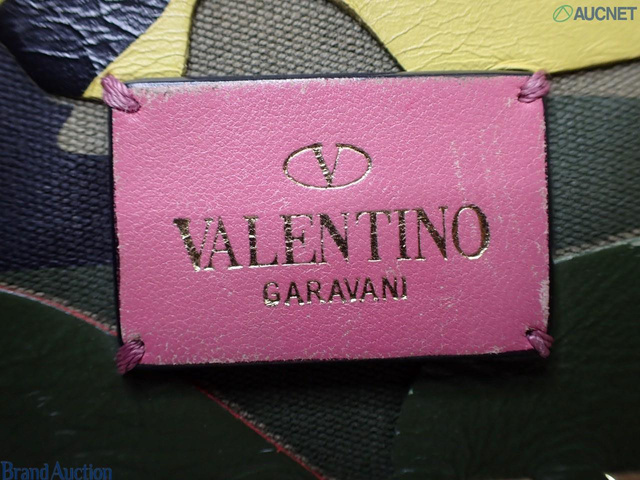 AUCNET
V
VALENTINO
GARAVANI
Brand Auction